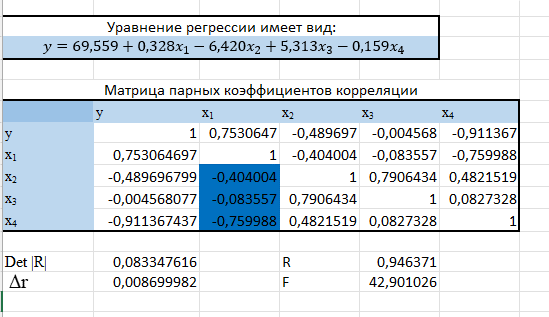 Уравнение регрессии имеет вид:
y = 69,559 + 0,328x₁ − 6,420x₂ + 5,313x₃ − 0,159x₄
Матрица парных коэффициентов корреляции
y x₁ x₂ x₃ x₄
y 1 0,7530647 -0,489697 -0,004568 -0,911367
x₁ 0,753064697 1 -0,404004 -0,083557 -0,759988
x₂ -0,489696799 -0,404004 1 0,7906434 0,4821519
x₃ -0,004568077 -0,083557 0,7906434 1 0,0827328
x₄ -0,911367437 -0,759988 0,4821519 0,0827328 1
Det |R| 0,083347616 R 0,946371
Δr 0,008699982 F 42,901026